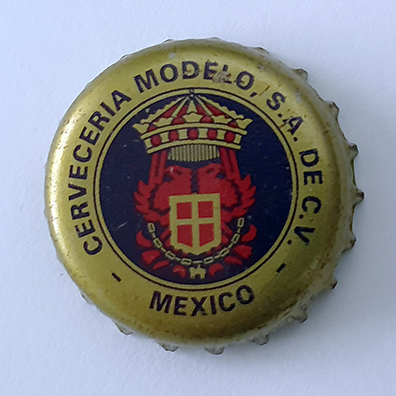 CERVECERIA MODELO, S.A. DE C.V.
- MEXICO -